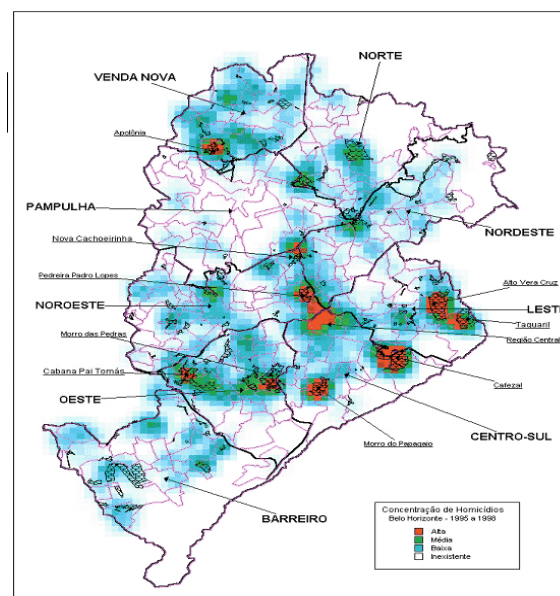 NORTE
VENDA NOVA
Apolônia
PAMPULHA
NORDESTE
Nova Cachoeirinha
Alto Vera Cruz
Pedreira Padro Lopes
LESTE
NOROESTE
Taquaril
Região Central
Morro das Pedras
Cabana Pai Tomás
Cafezal
OESTE
CENTRO-SUL
Morro do Papagaio
BARREIRO
Concentração de Homicídios
Belo Horizonte - 1995 a 1998
Alta
Média
Baixa
Inexistente